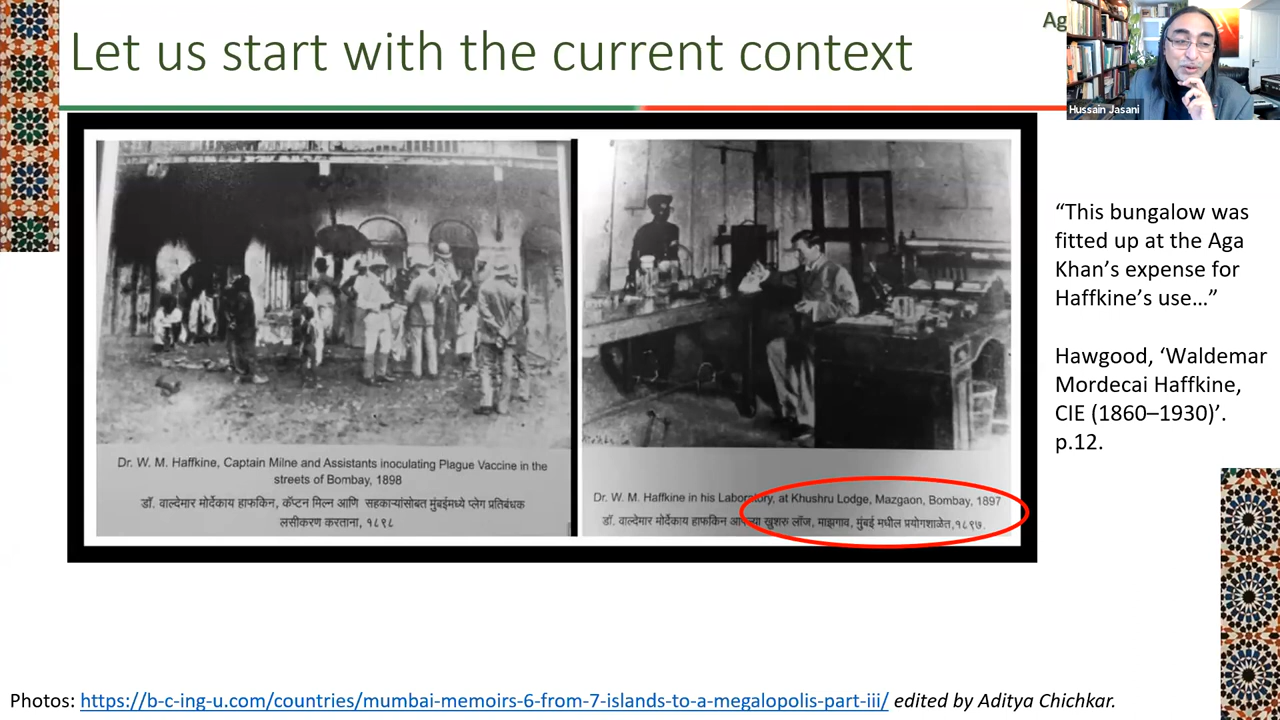 Let us start with the current context
Ag
Hussain Jasani
Dr. W. M. Haffkine, Captain Milne and Assistants inoculating Plague Vaccine in the
streets of Bombay, 1898
डॉ. वाल्देमार मोर्देकाय हाफकिन, कॅप्टन मिल्न आणि सहकाऱ्यांसोबत मुंबईमध्ये प्लेग प्रतिबंधक
लसीकरण करताना, १८९८
Dr. W. M. Haffkine in his Laboratory, at Khushru Lodge, Mazgaon, Bombay, 1897
डॉ. वाल्देमार मोर्देकाय हाफकिन आपल्या खुशरु लॉज, माझगाव, मुंबई मधील प्रयोगशाळेत,१८९७.
“This bungalow was
fitted up at the Aga
Khan’s expense for
Haffkine’s use…”
Hawgood, ‘Waldemar
Mordecai Haffkine,
CIE (1860–1930)’.
p.12.
Photos: https://b-c-ing-u.com/countries/mumbai-memoirs-6-from-7-islands-to-a-megalopolis-part-iii/ edited by Aditya Chichkar.